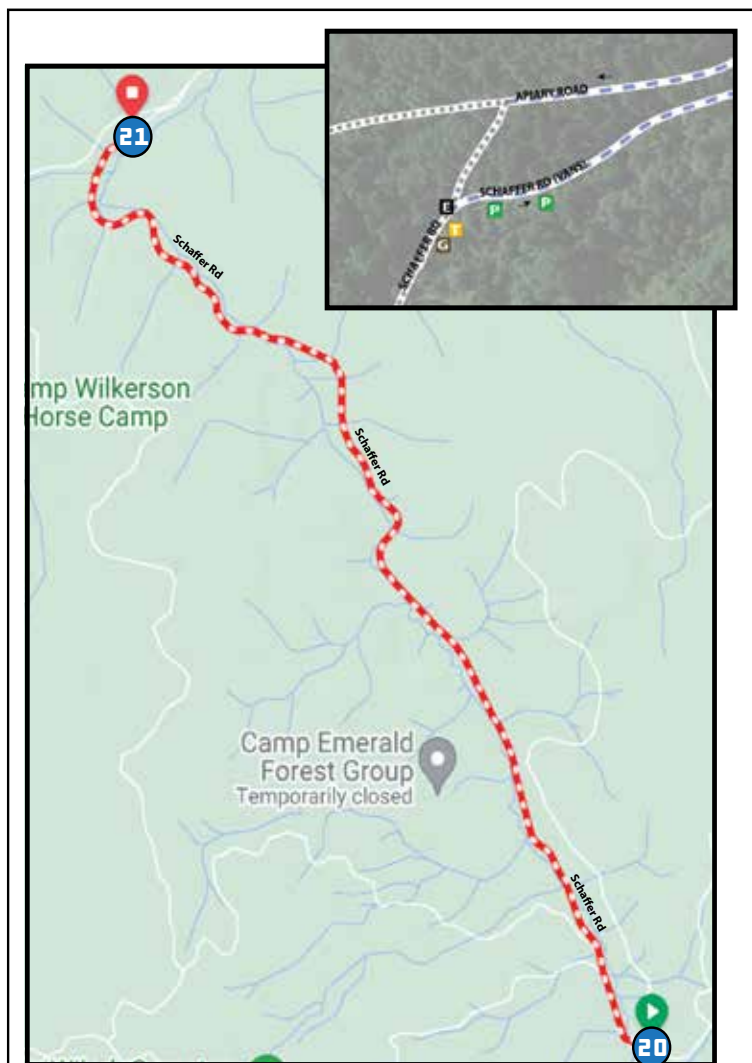 APIARY ROAD
SCHAFFER RD (VANS)
E
P
P
SCHAFFER RD
T
G
21
Schaffer Rd
mp Wilkerson
Horse Camp
Schaffer Rd
Camp Emerald
Forest Group
Temporarily closed
Schaffer Rd
20